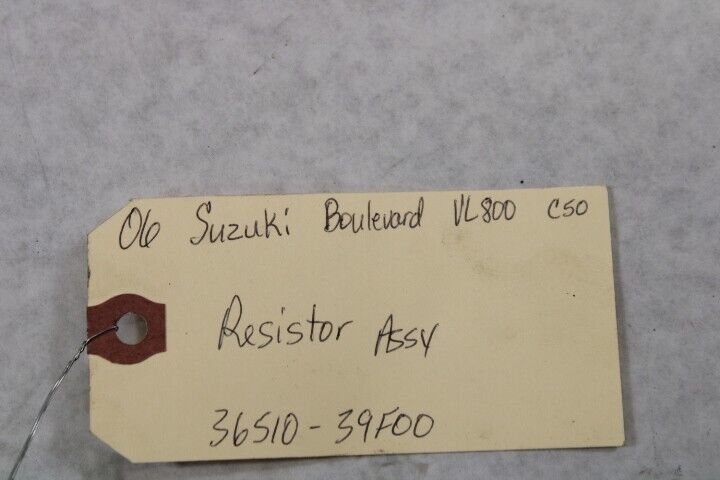 06 Suzuki Boulevard VL800 C50
Resistor Assy
36510-39F00